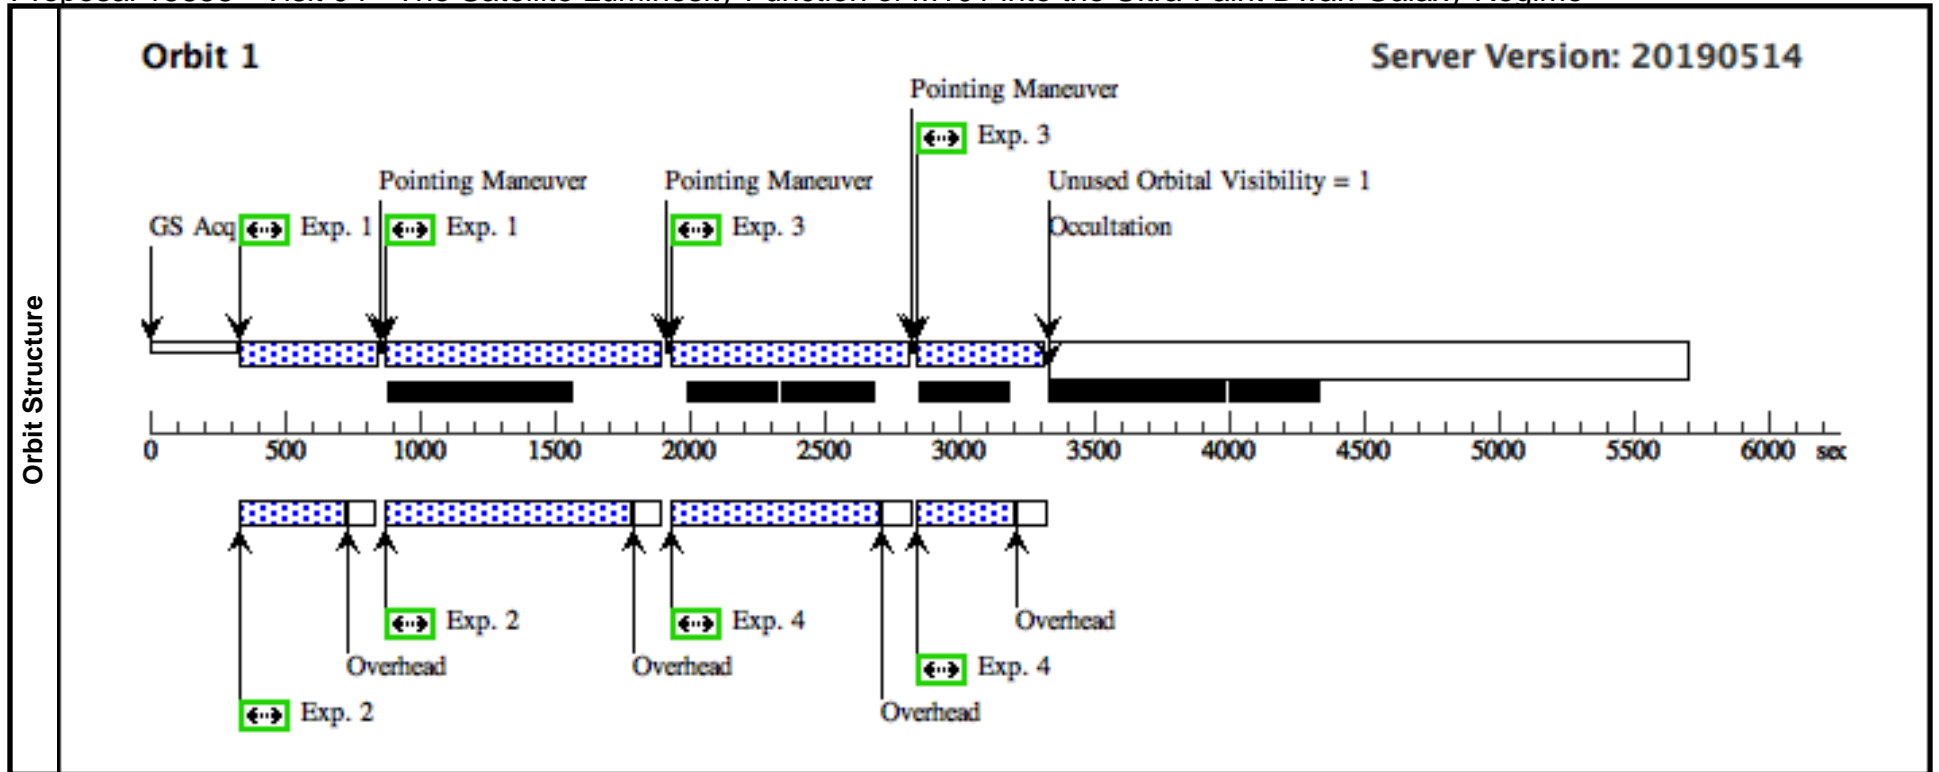 Orbit 1 Server Version: 20190514
Pointing Maneuver
Exp. 3
Pointing Maneuver Pointing Maneuver Unused Orbital Visibility = 1
GS Acq Exp. 1 Exp. 1 Exp. 3 Occultation
Orbit Structure
0 500 1000 1500 2000 2500 3000 3500 4000 4500 5000 5500 6000 sec
Exp. 2 Exp. 4 Overhead
Overhead Overhead Exp. 4
Exp. 2 Overhead